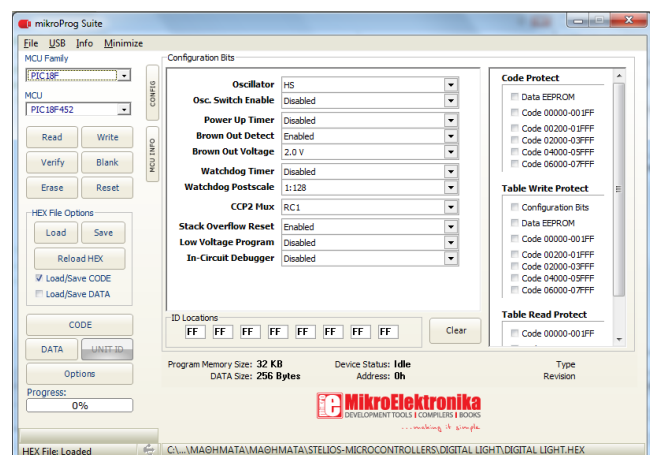 mikroProg Suite
File USB Info Minimize
MCU Family
PIC18F
MCU
PIC18F452
Read Write
Verify Blank
Erase Reset
HEX File Options
Load Save
Reload HEX
Load/Save CODE
Load/Save DATA
CODE
DATA UNIT ID
Options
Progress:
0%
HEX File: Loaded
CONFIG
MCU INFO
Configuration Bits
Oscillator HS
Osc. Switch Enable Disabled
Power Up Timer Disabled
Brown Out Detect Enabled
Brown Out Voltage 2.0 V
Watchdog Timer Disabled
Watchdog Postscale 1:128
CCP2 Mux RC1
Stack Overflow Reset Enabled
Low Voltage Program Disabled
In-Circuit Debugger Disabled
ID Locations
FF FF FF FF FF FF FF FF Clear
Code Protect
Data EEPROM
Code 00000-001FF
Code 00200-01FFF
Code 02000-03FFF
Code 04000-05FFF
Code 06000-07FFF
Table Write Protect
Configuration Bits
Data EEPROM
Code 00000-001FF
Code 00200-01FFF
Code 02000-03FFF
Code 04000-05FFF
Code 06000-07FFF
Table Read Protect
Code 00000-001FF
Program Memory Size: 32 KB Device Status: Idle Type
DATA Size: 256 Bytes Address: 0h Revision
MikroElektronika
DEVELOPMENT TOOLS | COMPILERS | BOOKS
...making it simple
C:\...\ΜΑΘΗΜΑΤΑ\ΜΑΘΗΜΑΤΑ\STELIOS-MICROCONTROLLERS\DIGITAL LIGHT\DIGITAL LIGHT.HEX